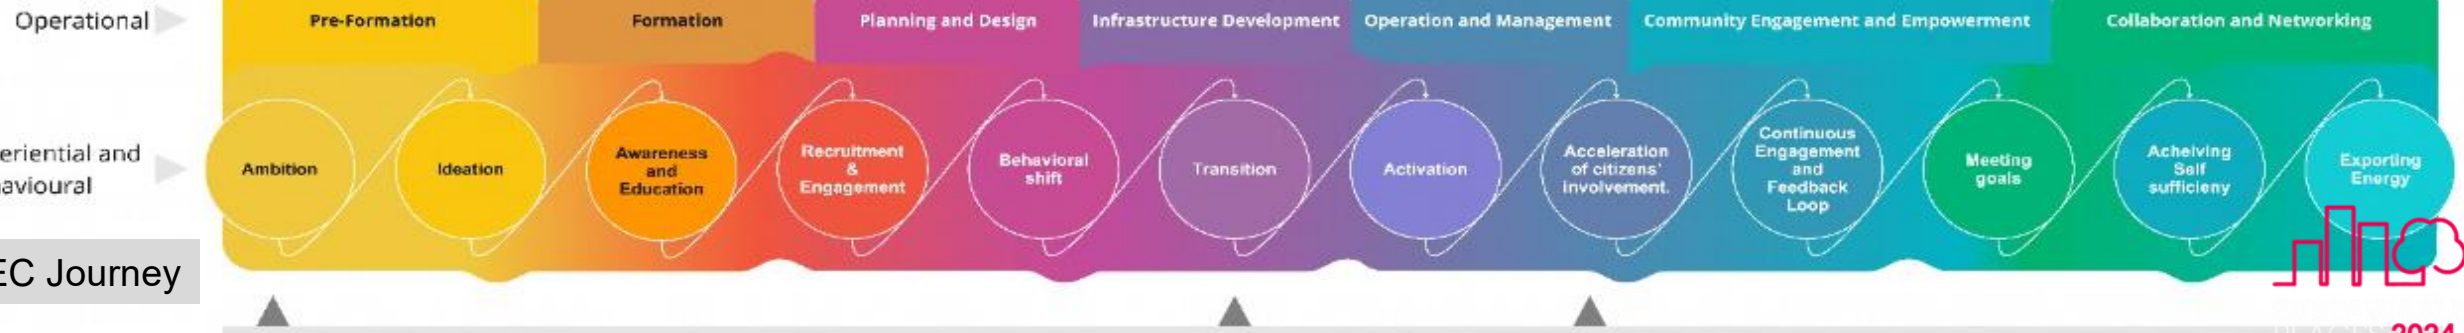 Operational
Pre-Formation
Formation
Planning and Design
Infrastructure Development
Operation and Management
Community Engagement and Empowerment
Collaboration and Networking
eriential and
avioural
Ambition
Ideation
Awareness
and
Education
Recruitment
&
Engagement
Behavioral
shift
Transition
Activation
Acceleration
of citizens'
involvement.
Continuous
Engagement
and
Feedback
Loop
Meeting
goals
Acheiving
Self
sufficieny
Exporting
Energy
EC Journey
2024